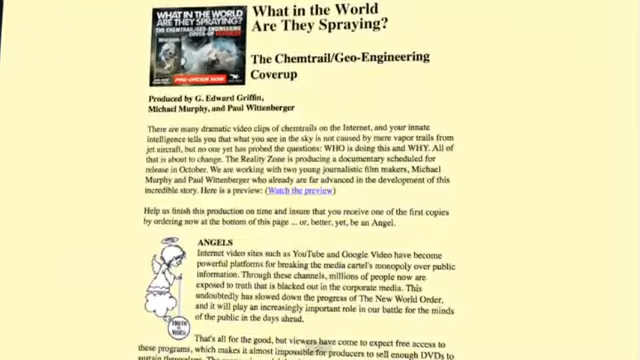 WHAT IN THE WORLD
ARE THEY SPRAYING?
THE CHEMTRAIL/GEO-ENGINEERING
COVER-UP REVEALED
PRE-ORDER NOW
What in the World
Are They Spraying?
The Chemtrail/Geo-Engineering
Coverup
Produced by G. Edward Griffin,
Michael Murphy, and Paul Wittenberger
There are many dramatic video clips of chemtrails on the Internet, and your innate
intelligence tells you that what you see in the sky is not caused by mere vapor trails from
jet aircraft, but no one yet has probed the questions: WHO is doing this and WHY. All of
that is about to change. The Reality Zone is producing a documentary scheduled for
release in October. We are working with two young journalistic film makers, Michael
Murphy and Paul Wittenberger who already are far advanced in the development of this
incredible story. Here is a preview: (Watch the preview)
Help us finish this production on time and insure that you receive one of the first copies
by ordering now at the bottom of this page ... or, better, yet, be an Angel.
ANGELS
Internet video sites such as YouTube and Google Video have become
powerful platforms for breaking the media cartel's monopoly over public
information. Through these channels, millions of people now are
exposed to truth that is blacked out in the corporate media. This
undoubtedly has slowed down the progress of The New World Order,
and it will play an increasingly important role in our battle for the minds
of the public in the days ahead.
TRUTH
VIDEO
That's all for the good, but viewers have come to expect free access to
these programs, which makes it almost impossible for producers to sell enough DVDs to
sustain themselves. The